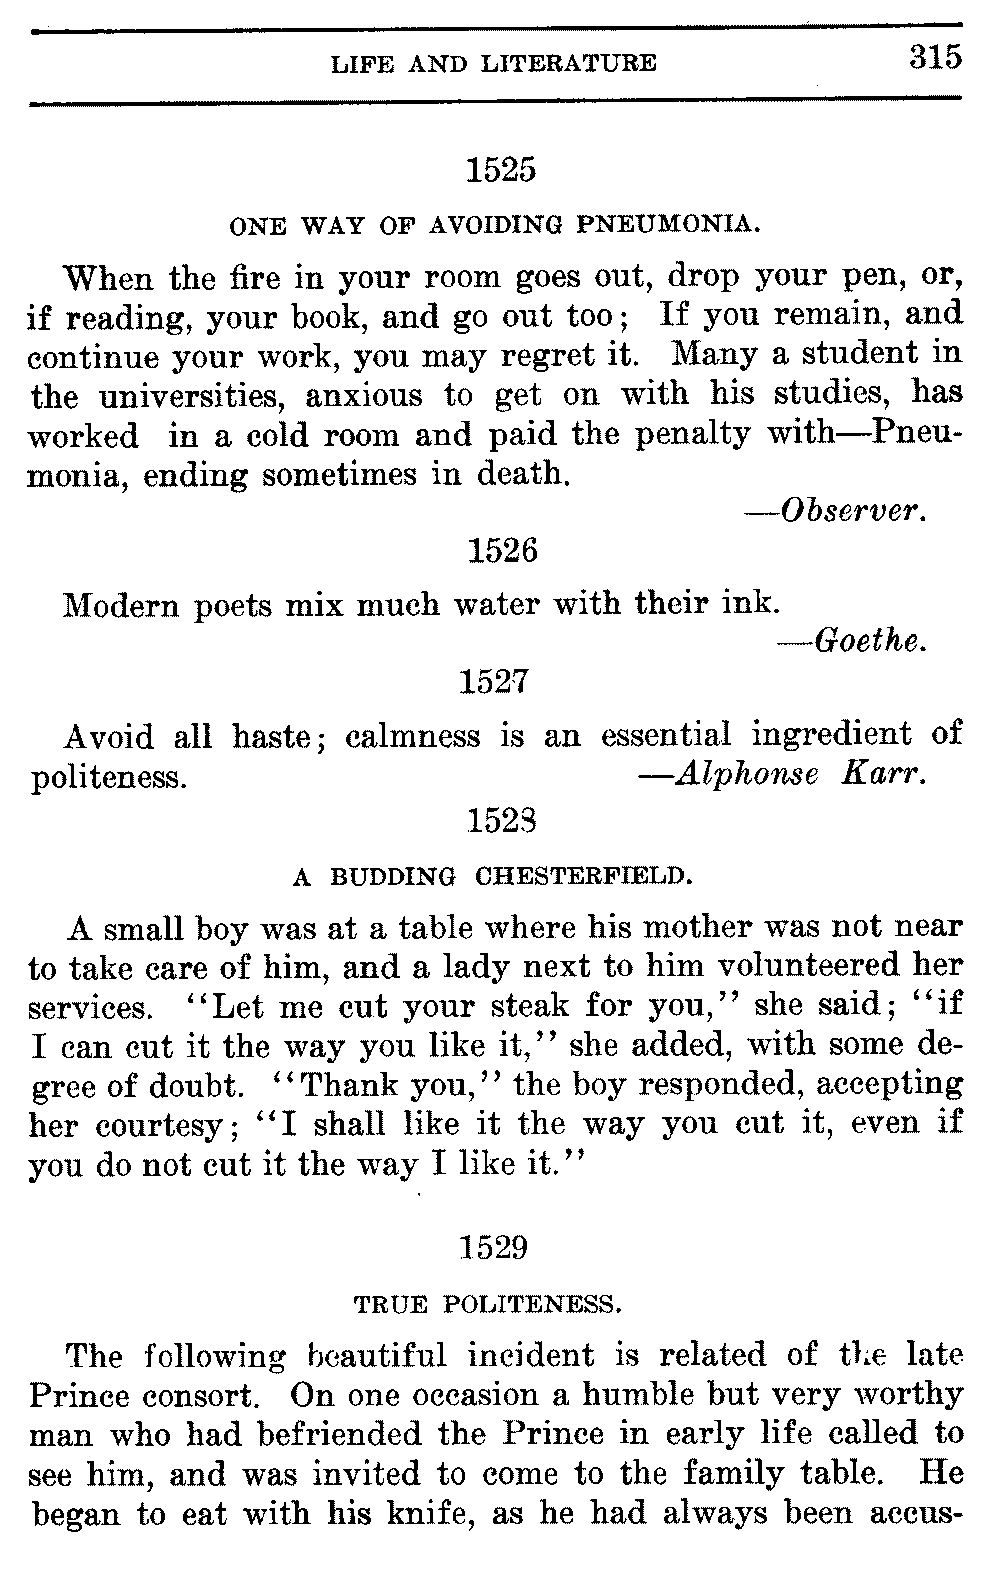 LIFE AND LITERATURE 315
1525
ONE WAY OF AVOIDING PNEUMONIA.
When the fire in your room goes out, drop your pen, or,
if reading, your book, and go out too; If you remain, and
continue your work, you may regret it. Many a student in
the universities, anxious to get on with his studies, has
worked in a cold room and paid the penalty with—Pneu-
monia, ending sometimes in death.
—Observer.
1526
Modern poets mix much water with their ink.
—Goethe.
1527
Avoid all haste; calmness is an essential ingredient of
politeness. —Alphonse Karr.
1528
A BUDDING CHESTERFIELD.
A small boy was at a table where his mother was not near
to take care of him, and a lady next to him volunteered her
services. "Let me cut your steak for you," she said; "if
I can cut it the way you like it," she added, with some de-
gree of doubt. "Thank you," the boy responded, accepting
her courtesy; "I shall like it the way you cut it, even if
you do not cut it the way I like it."
1529
TRUE POLITENESS.
The following beautiful incident is related of the late
Prince consort. On one occasion a humble but very worthy
man who had befriended the Prince in early life called to
see him, and was invited to come to the family table. He
began to eat with his knife, as he had always been accus-